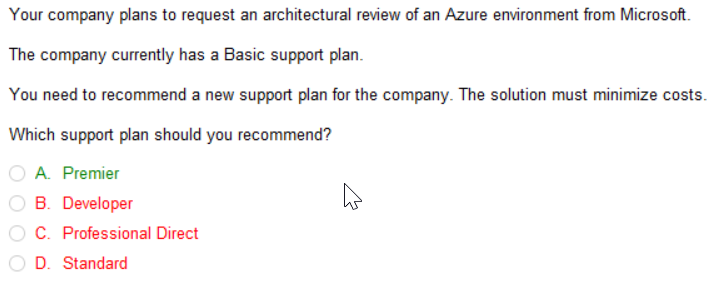 Your company plans to request an architectural review of an Azure environment from Microsoft.
The company currently has a Basic support plan.
You need to recommend a new support plan for the company. The solution must minimize costs.
Which support plan should you recommend?
A. Premier
B. Developer
C. Professional Direct
D. Standard